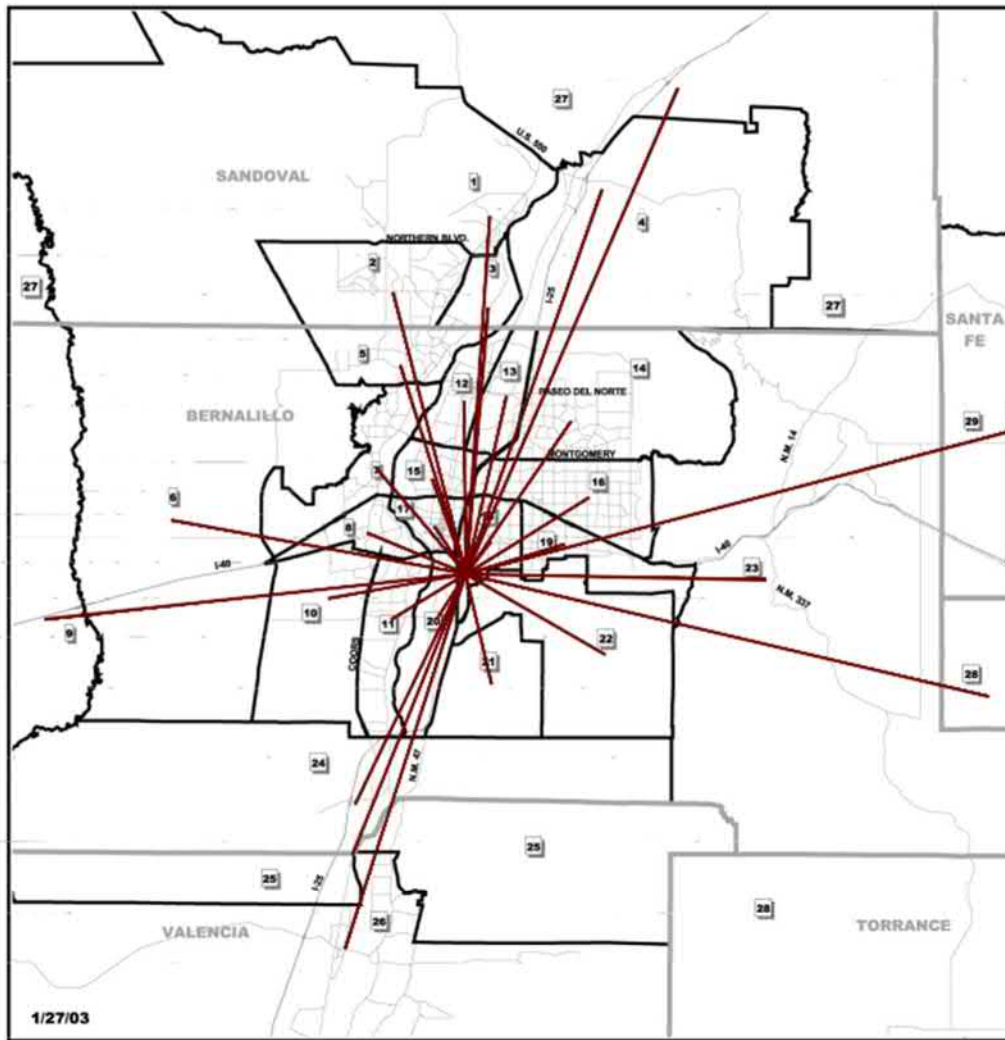 27
U.S. 550
SANDOVAL
1
4
NORTHERN BLVD.
2
3
27
I-25
27
SANTA
FE
5
12
13
14
PASEO DEL NORTE
BERNALILLO
29
N.M. 14
MONTGOMERY
7
15
6
16
17
8
19
I-40
I-40
23
N.M. 337
10
11
20
9
22
COORS
21
28
24
N.M. 47
25
25
I-25
26
28
VALENCIA
TORRANCE
1/27/03